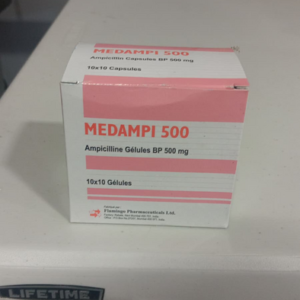 MEDAMPI 500
Ampicillin Capsules BP 500 mg
10x10 Capsules
MEDAMPI 500
Ampicilline Gélules BP 500 mg
10x10 Gélules
Flamingo Pharmaceuticals Ltd.
LIFETIME